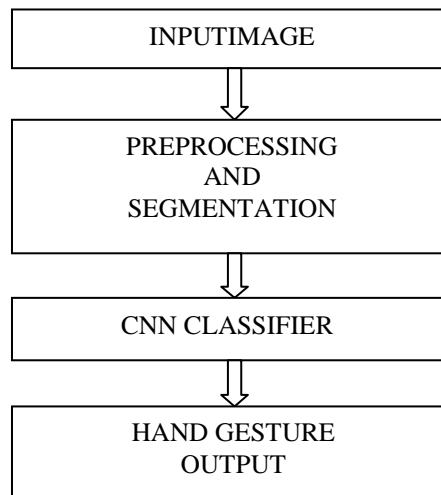 INPUTIMAGE
PREPROCESSING
AND
SEGMENTATION
CNN CLASSIFIER
HAND GESTURE
OUTPUT